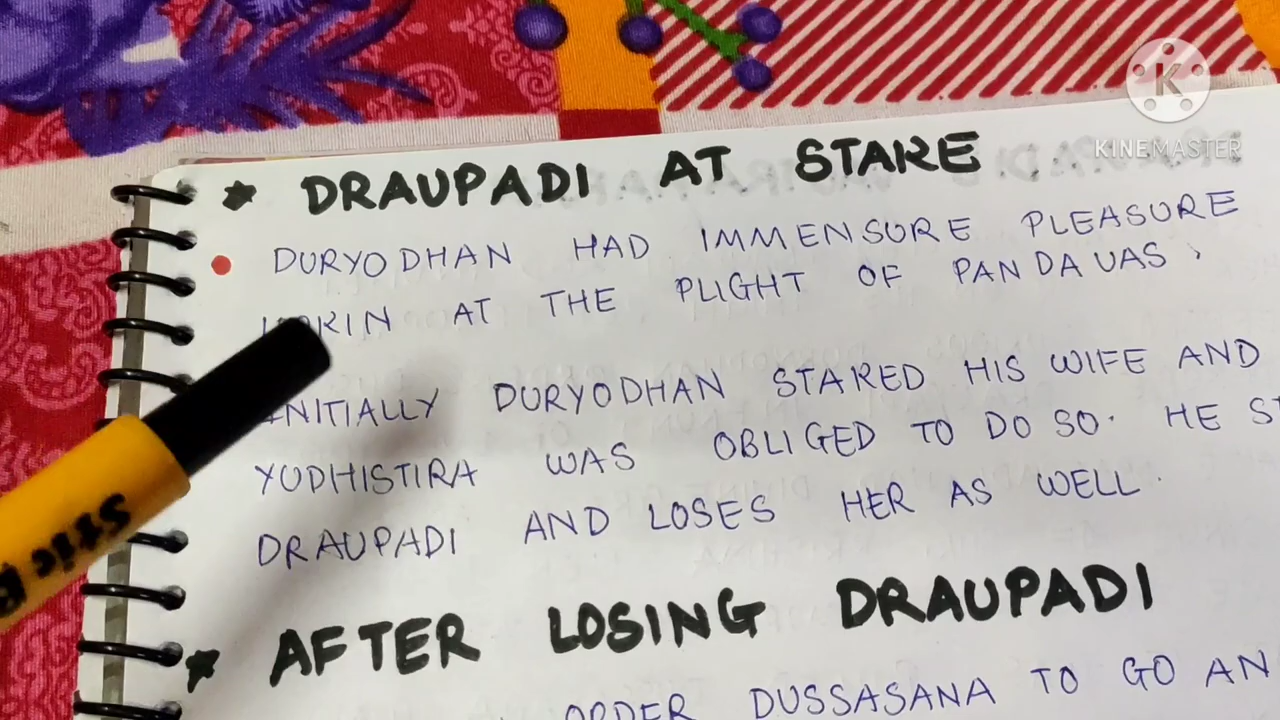 KINEMASTER
★ DRAUPADI AT STAKE
DURYODHAN HAD IMMENSURE PLEASURE
AT THE PLIGHT OF PANDAVAS,
INITIALLY DURYODHAN STAKED HIS WIFE AND
YUDHISTIRA WAS OBLIGED TO DO SO. HE
DRAUPADI AND LOSES HER AS WELL.
★ AFTER LOSING DRAUPADI
ORDER DUSSASANA TO GO